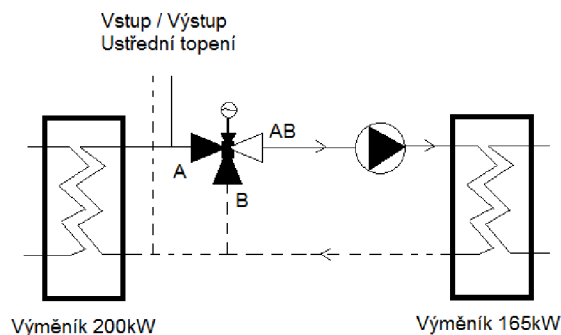 Vstup / Výstup
Ustřední topení
AB
A
B
Výměník 200kW
Výměník 165kW